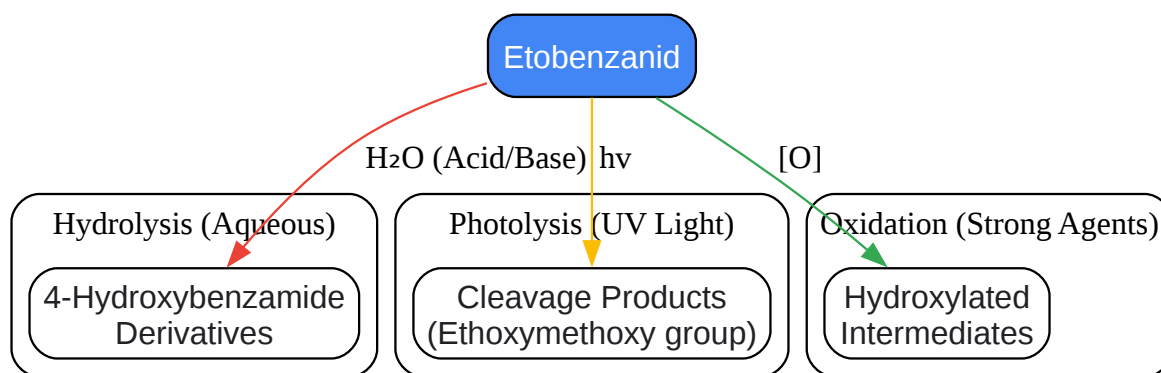 Etobenzanid
H₂O (Acid/Base)
hv
[O]
Hydrolysis (Aqueous)
Photolysis (UV Light)
Oxidation (Strong Agents)
4-Hydroxybenzamide
Derivatives
Cleavage Products
(Ethoxymethoxy group)
Hydroxylated
Intermediates